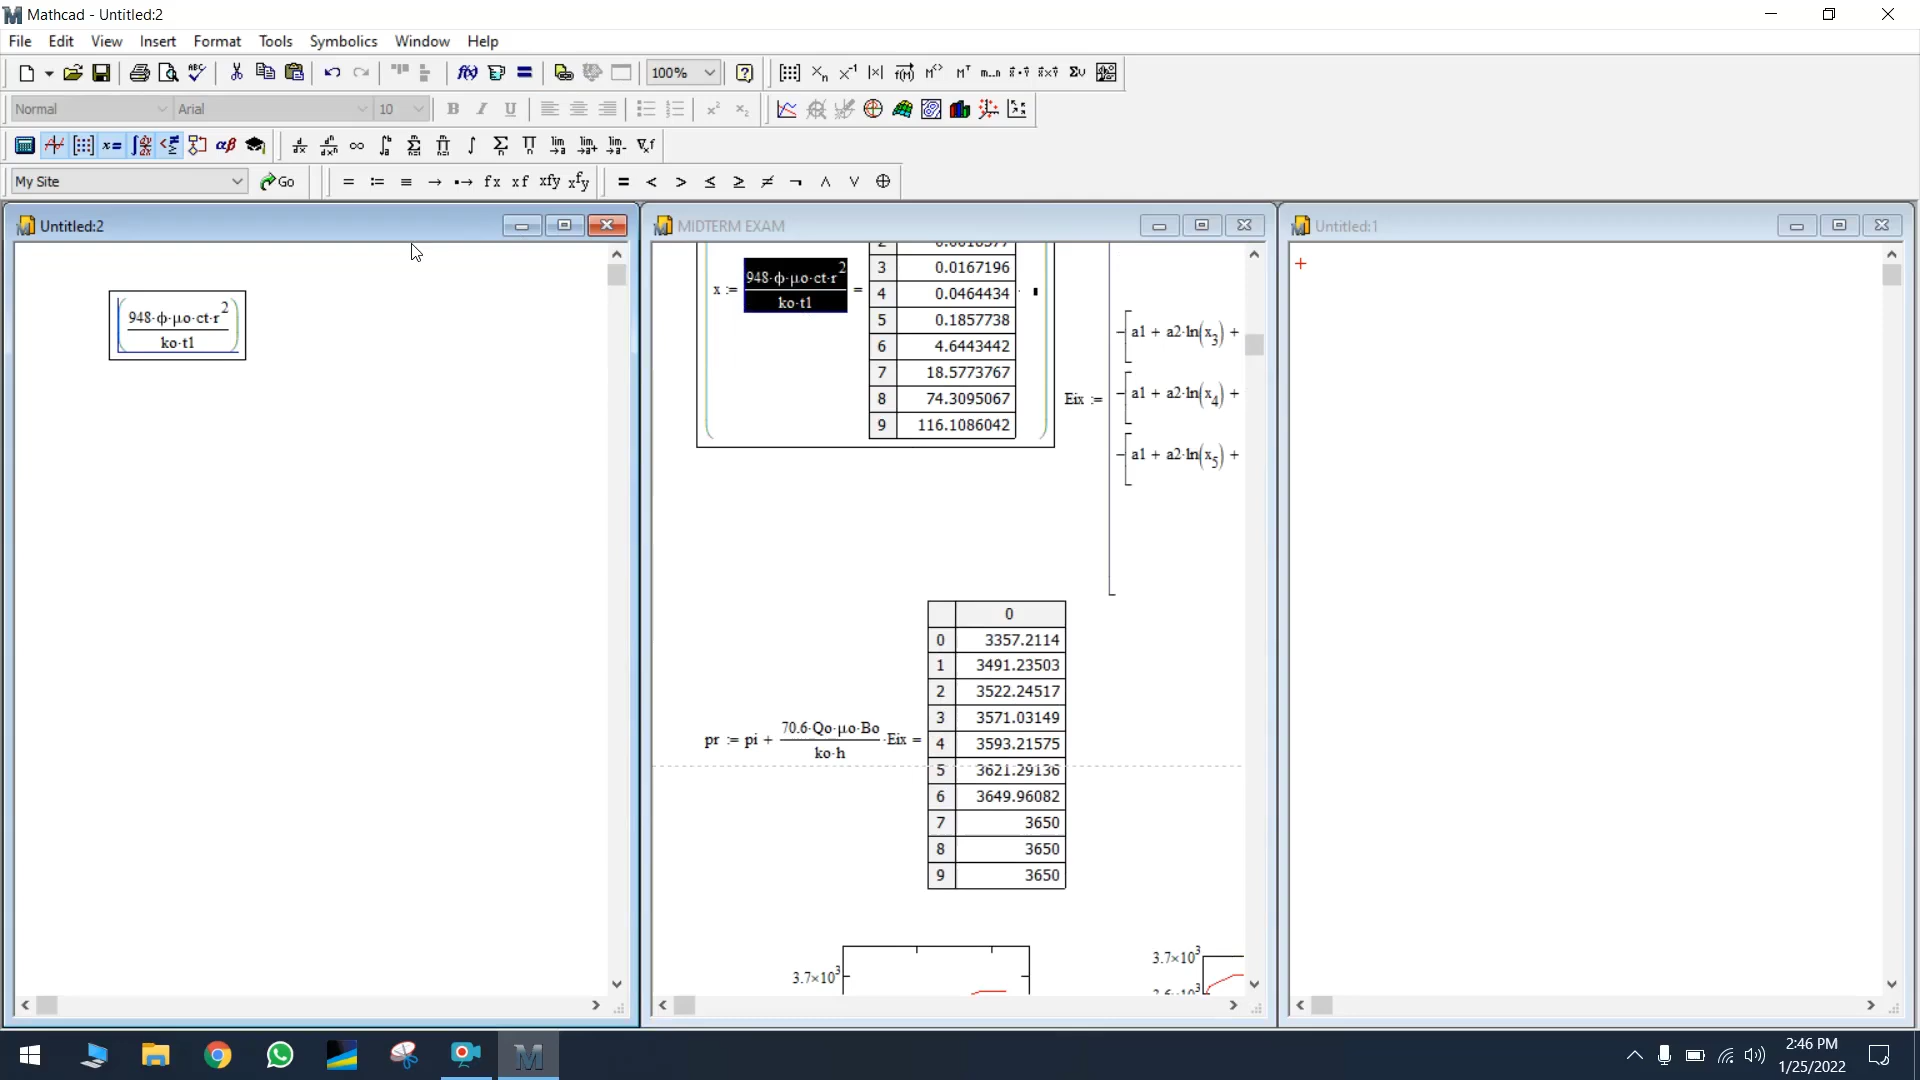 Mathcad - Untitled:2
File Edit View Insert Format Tools Symbolics Window Help
100%
Normal Arial 10 B I U
My Site Go
Untitled:2
948·ϕ·μo·ct·r²
ko·t1
MIDTERM EXAM
x := 948·ϕ·μo·ct·r² / ko·t1 =
3 0.0167196
4 0.0464434
5 0.1857738
6 4.6443442
7 18.5773767
8 74.3095067
9 116.1086042
Eix :=
a1 + a2·ln(x₃) +
a1 + a2·ln(x₄) +
a1 + a2·ln(x₅) +
pr := pi + 70.6·Qo·μo·Bo / ko·h ·Eix =
0
0 3357.2114
1 3491.23503
2 3522.24517
3 3571.03149
4 3593.21575
5 3621.29136
6 3649.96082
7 3650
8 3650
9 3650
3.7×10³
3.7×10³
Untitled:1
2:46 PM
1/25/2022